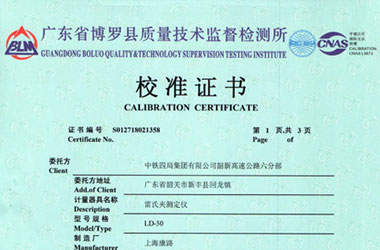 BLM
广东省博罗县质量技术监督检测所
GUANGDONG BOLUO QUALITY&TECHNOLOGY SUPERVISION TESTING INSTITUTE
CNAS
校准证书
CALIBRATION CERTIFICATE
证书编号 S012718021358 第 1 页,共 3 页
Certificate No.
委托方 中铁四局集团有限公司韶新高速公路六分部
Client
委托方地址 广东省韶关市新丰县回龙镇
Add.of Client
计量器具名称 雷氏夹测定仪
Description
型号规格 LD-50
Model/Type
制造厂 上海康路
Manufacturer